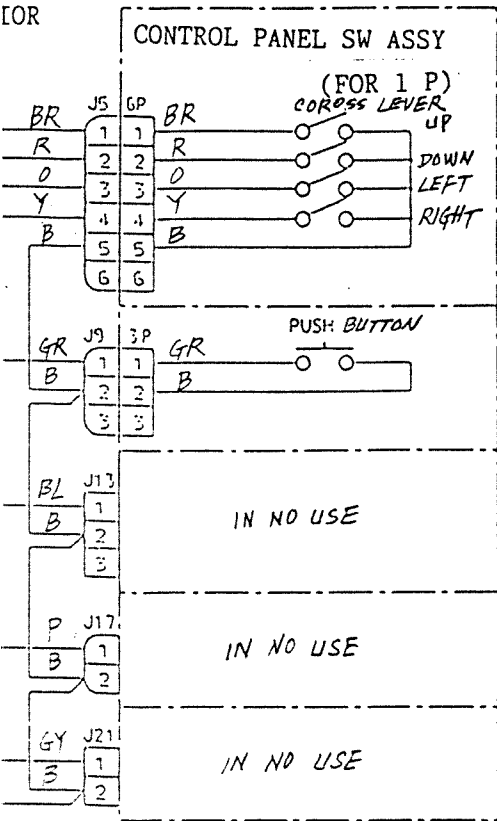 IOR
CONTROL PANEL SW ASSY
(FOR 1 P)
COROSS LEVER
J5 6P
BR 1 1 BR UP
R 2 2 R DOWN
O 3 3 O LEFT
Y 4 4 Y RIGHT
B 5 5 B
6 6
J9 3P PUSH BUTTON
GR 1 1 GR
B 2 2 B
3 3
J13
BL 1
B 2
3
IN NO USE
J17
P 1
B 2
IN NO USE
J21
GY 1
B 2
IN NO USE